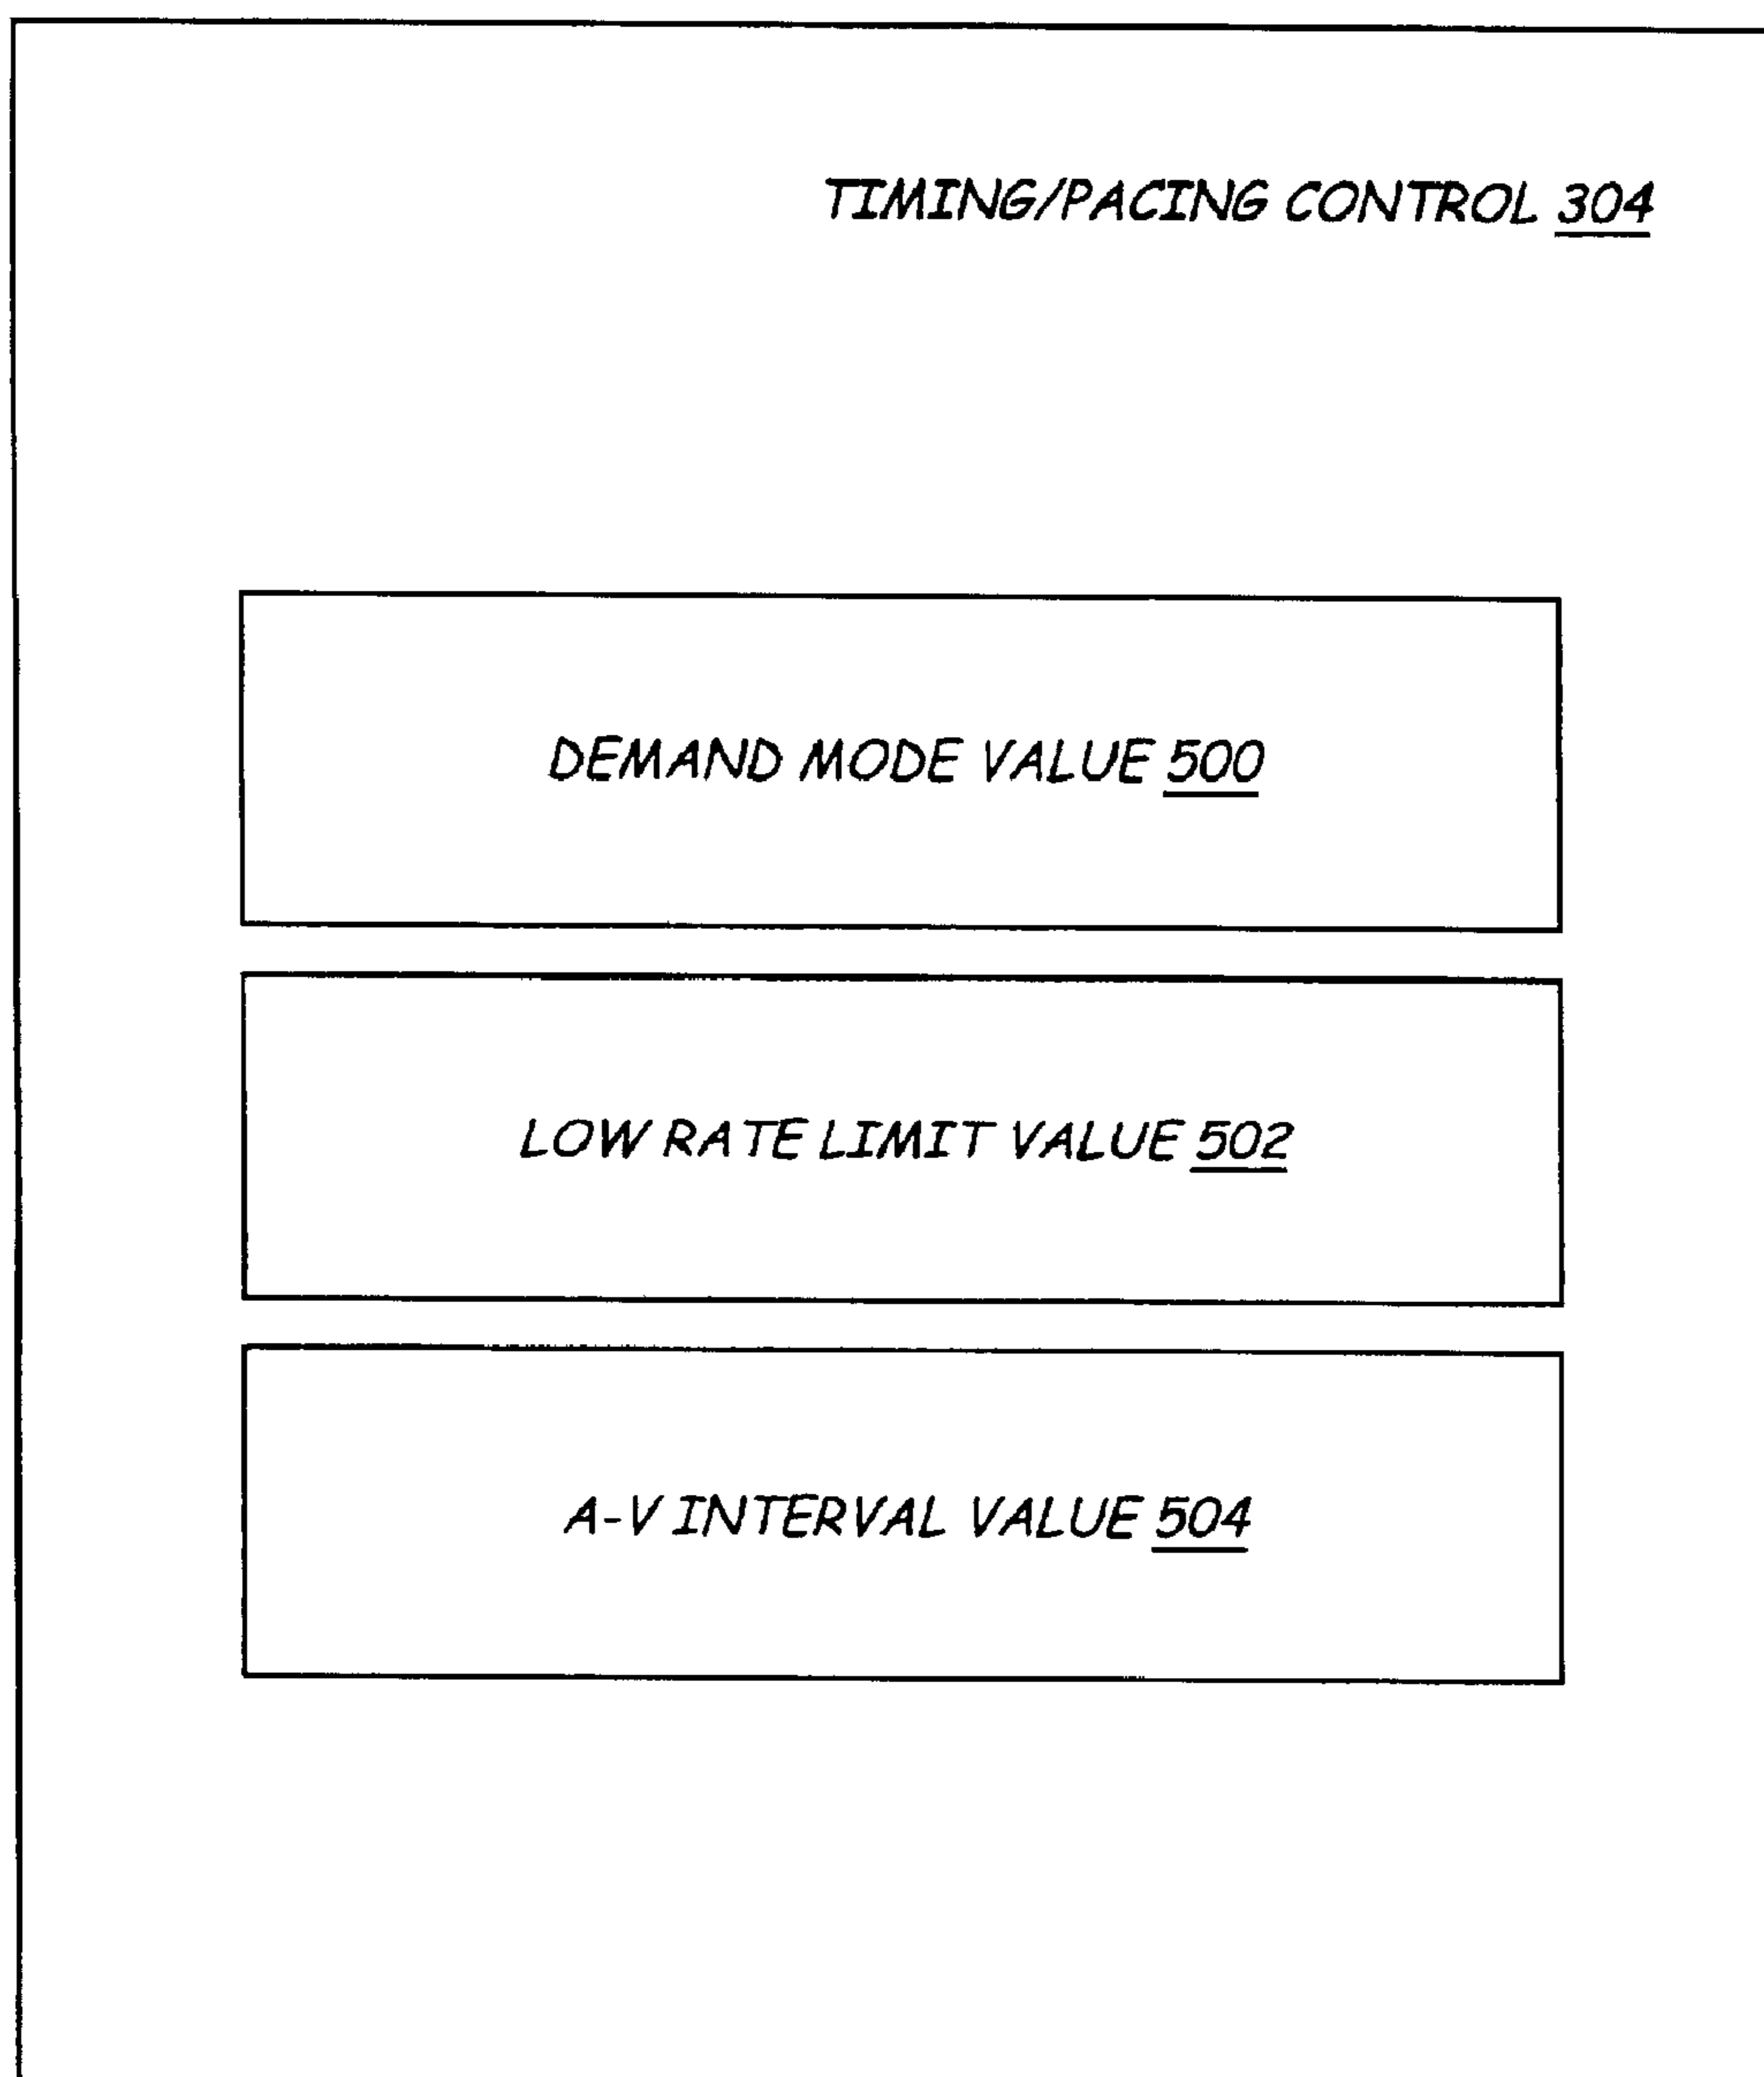 TIMING/PACING CONTROL 304
DEMAND MODE VALUE 500
LOW RATE LIMIT VALUE 502
A-V INTERVAL VALUE 504